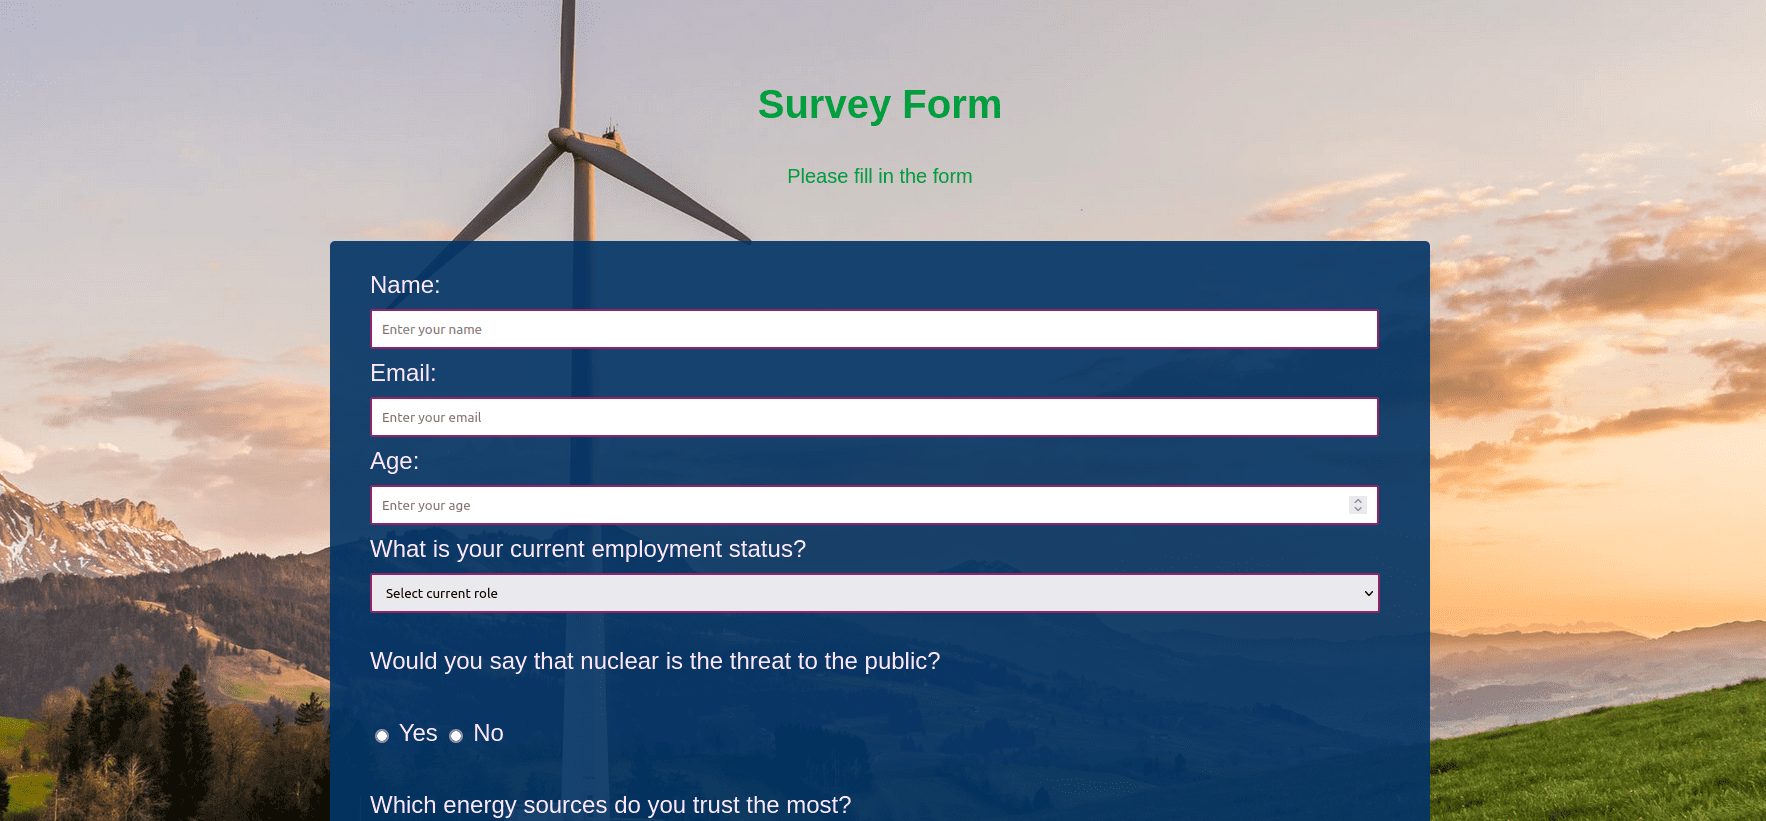 Survey Form
Please fill in the form
Name:
Enter your name
Email:
Enter your email
Age:
Enter your age
What is your current employment status?
Select current role
Would you say that nuclear is the threat to the public?
Yes No
Which energy sources do you trust the most?